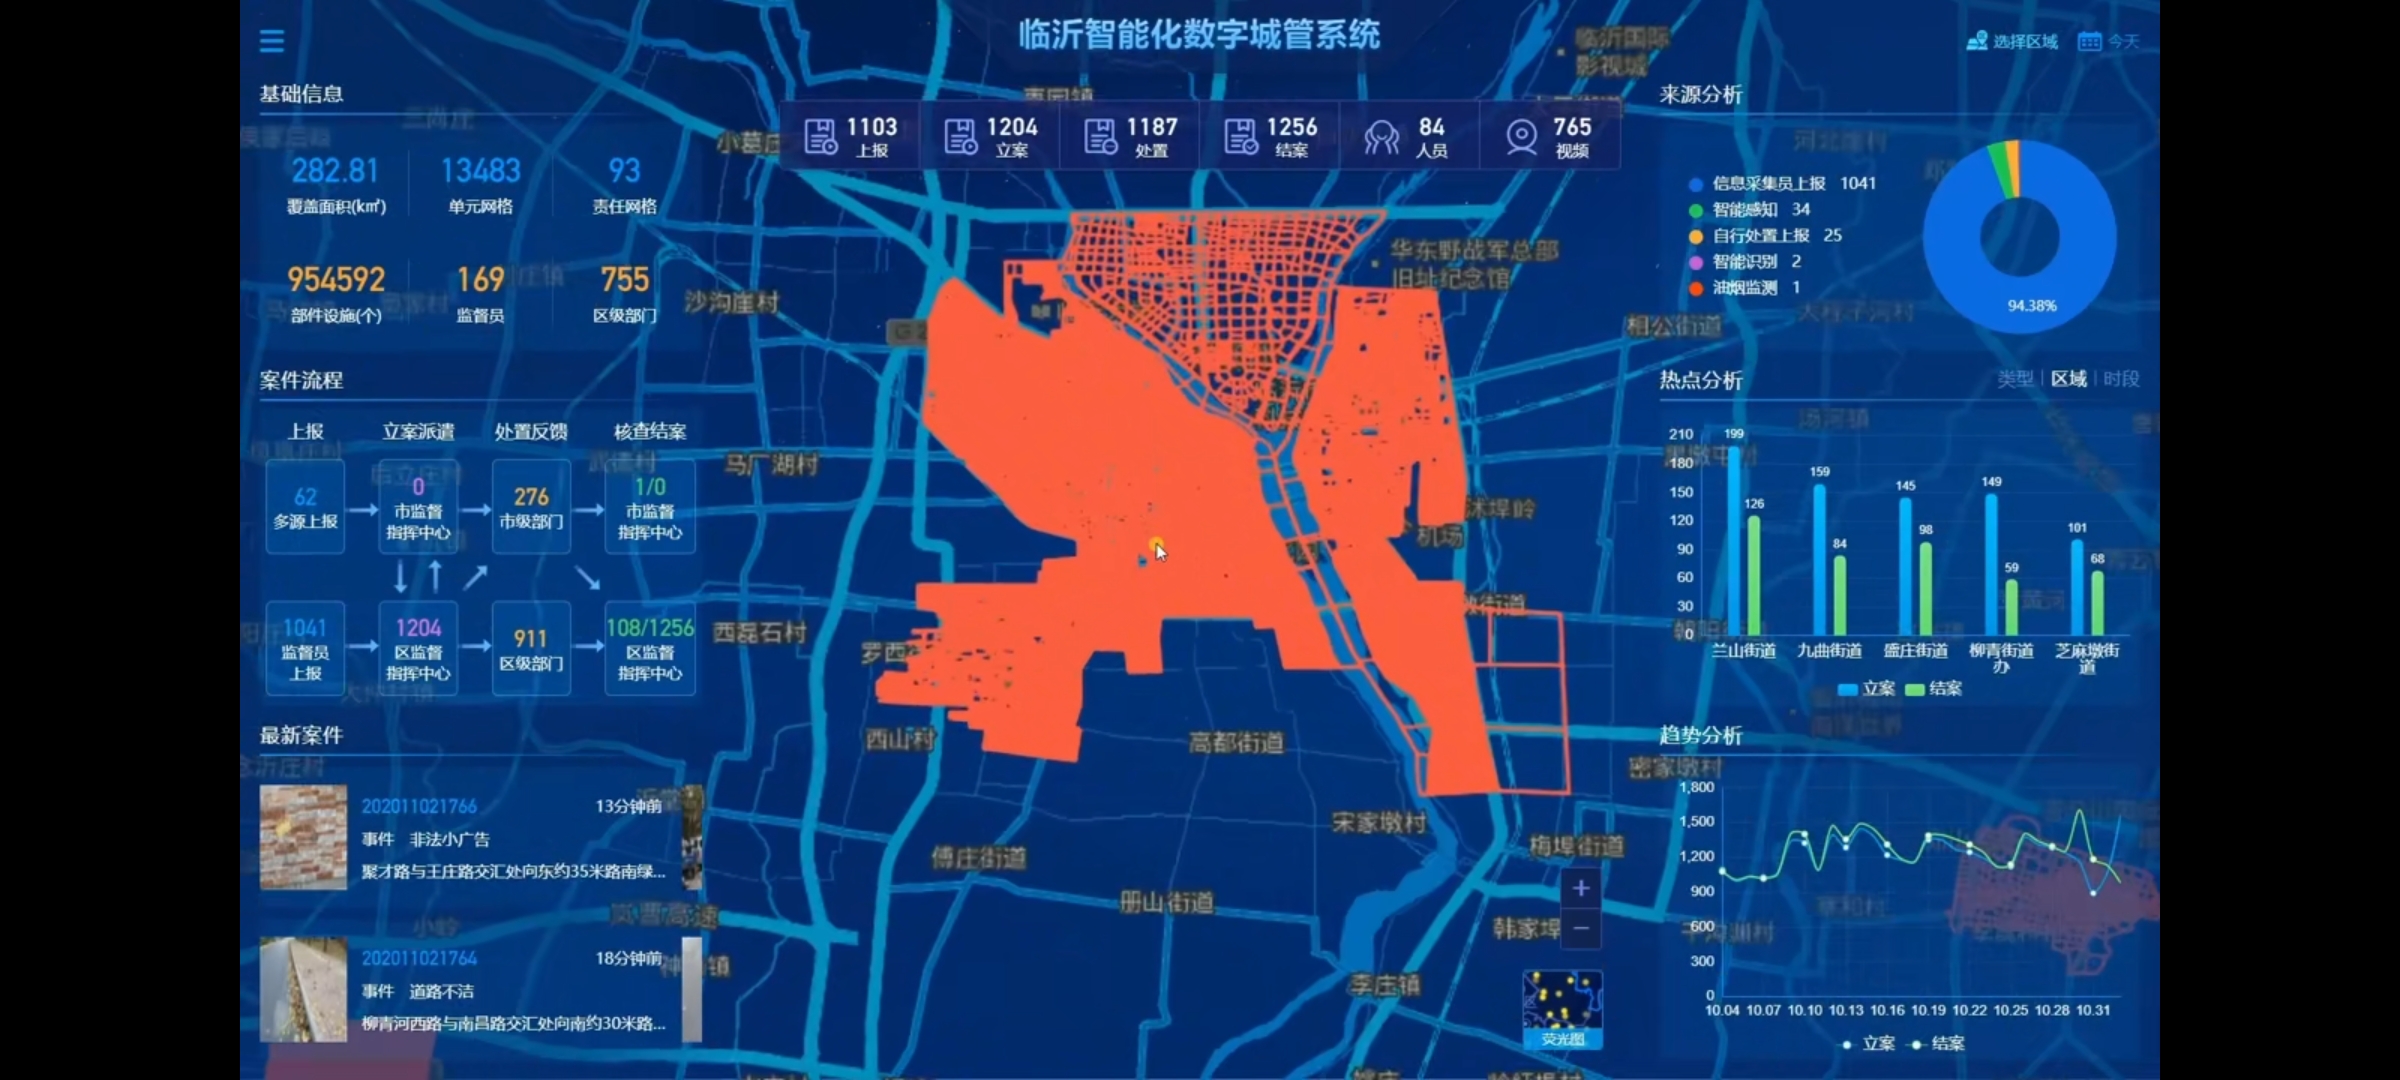 临沂智能化数字城管系统
选择区域 今天
基础信息
282.81 13483 93
覆盖面积(k㎡) 单元网格 责任网格
954592 169 755
部件设施(个) 监督员 区级部门
案件流程
上报 立案派遣 处置反馈 核查结案
62 0 276 1/0
多源上报 市监督 市级部门 市监督
指挥中心 指挥中心
1041 1204 911 108/1256
监督员 区监督 区级部门 区监督
上报 指挥中心 指挥中心
最新案件
202011021766 13分钟前
事件 非法小广告
聚才路与王庄路交汇处向东约35米路南绿...
202011021764 18分钟前
事件 道路不洁
柳青河西路与南昌路交汇处向南约30米路...
1103 1204 1187 1256 84 765
上报 立案 处置 结案 人员 视频
临沂国际
影视城
枣园镇
小葛庄
华东野战军总部
旧址纪念馆
沙沟崖村
相公街道
马厂湖村
沭埠岭
机场
西磊石村
罗西
西山村
高都街道
密家墩村
宋家墩村
梅埠街道
傅庄街道
册山街道
岚曹高速
小岭
韩家埠
李庄镇
+
−
荧光图
来源分析
信息采集员上报 1041
智能感知 34
自行处置上报 25
智能识别 2
油烟监测 1
94.38%
热点分析
类型 | 区域 | 时段
210
180
150
120
90
60
30
0
199 126 159 84 145 98 149 59 101 68
兰山街道 九曲街道 盛庄街道 柳青街道 芝麻墩街
办 道
立案 结案
趋势分析
1,800
1,500
1,200
900
600
300
0
10.04 10.07 10.10 10.13 10.16 10.19 10.22 10.25 10.28 10.31
立案 结案